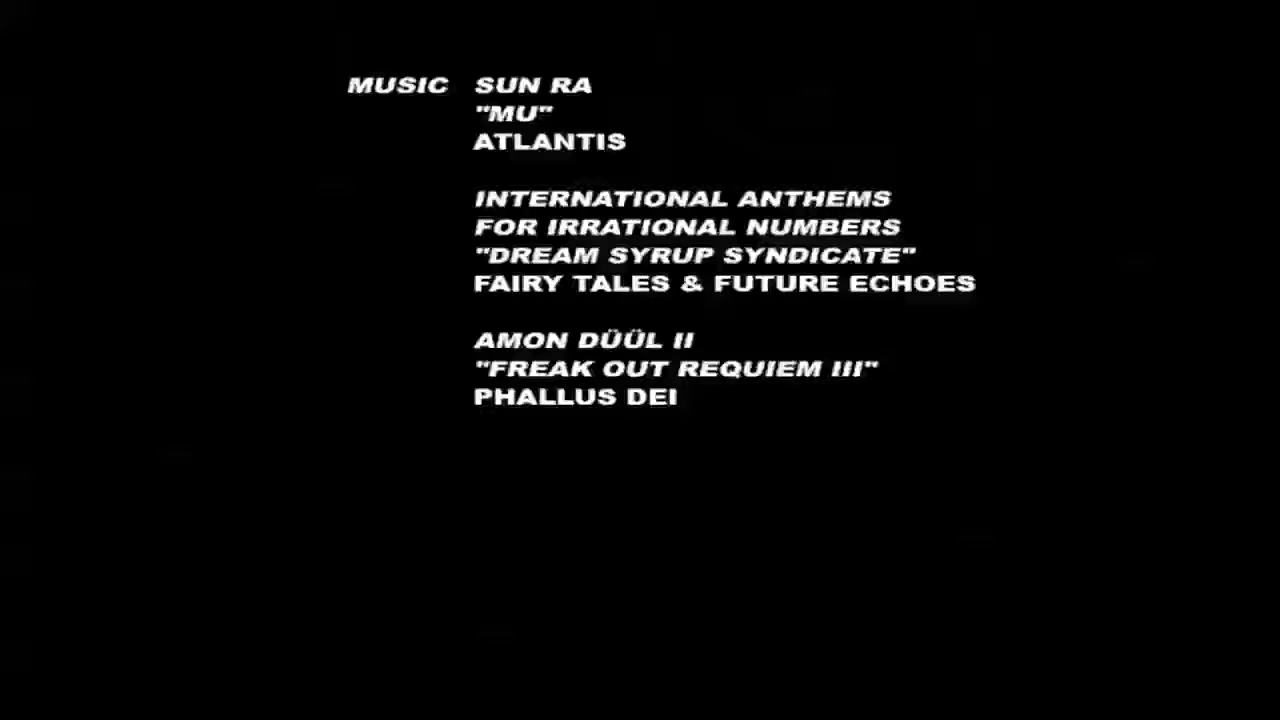 MUSIC SUN RA
"MU"
ATLANTIS
INTERNATIONAL ANTHEMS
FOR IRRATIONAL NUMBERS
"DREAM SYRUP SYNDICATE"
FAIRY TALES & FUTURE ECHOES
AMON DÜÜL II
"FREAK OUT REQUIEM III"
PHALLUS DEI